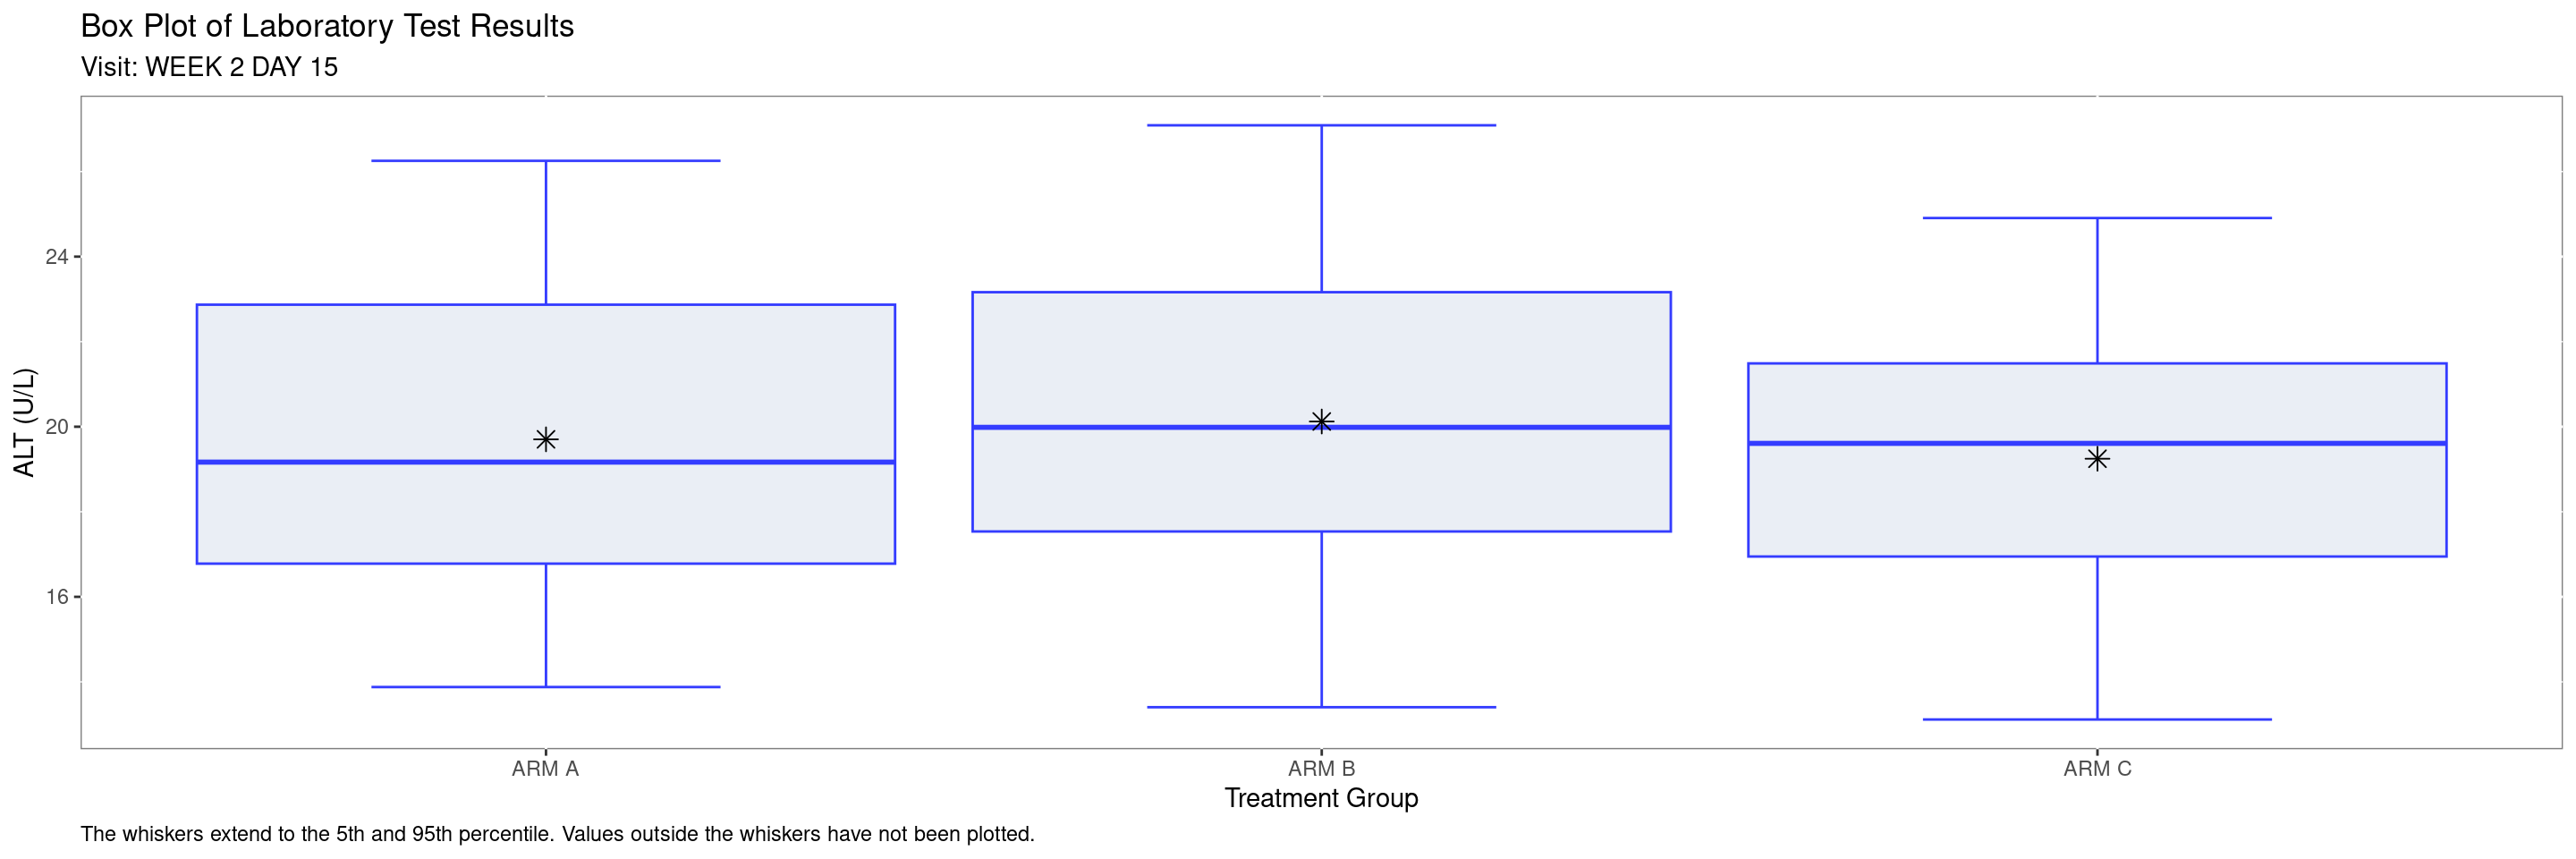 Box Plot of Laboratory Test Results
Visit: WEEK 2 DAY 15
ALT (U/L)
24
20
16
ARM A
ARM B
ARM C
Treatment Group
The whiskers extend to the 5th and 95th percentile. Values outside the whiskers have not been plotted.